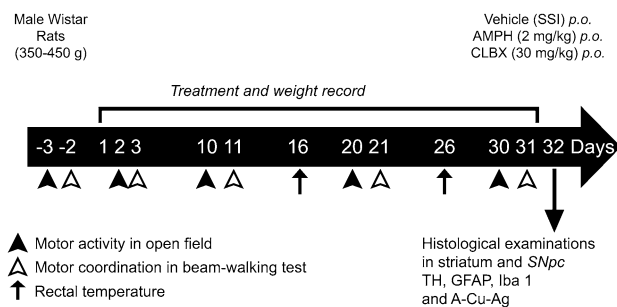 Male Wistar
Rats
(350-450 g)
Vehicle (SSI) p.o.
AMPH (2 mg/kg) p.o.
CLBX (30 mg/kg) p.o.
Treatment and weight record
-3 -2 1 2 3 10 11 16 20 21 26 30 31 32 Days
Motor activity in open field
Motor coordination in beam-walking test
Rectal temperature
Histological examinations
in striatum and SNpc
TH, GFAP, Iba 1
and A-Cu-Ag